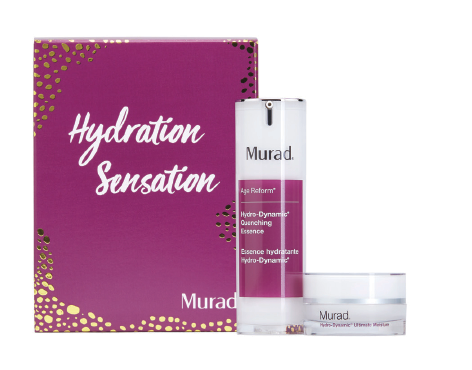 Hydration
Sensation
Murad.
Murad.
Age Reform®
Hydro-Dynamic®
Quenching
Essence
Essence hydratante
Hydro-Dynamic®
Murad.
Hydro-Dynamic® Ultimate Moisture